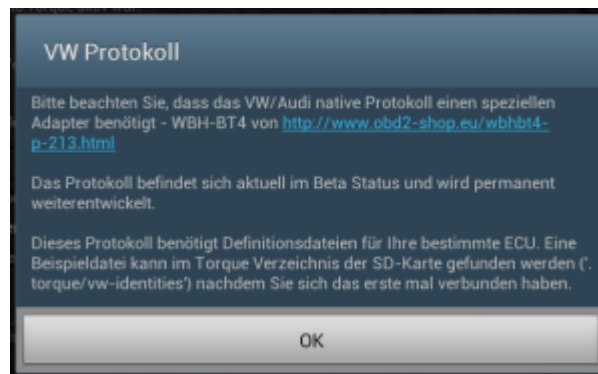 VW Protokoll
Bitte beachten Sie, dass das VW/Audi native Protokoll einen speziellen
Adapter benötigt - WBH-BT4 von http://www.obd2-shop.eu/wbhbt4-
p-213.html
Das Protokoll befindet sich aktuell im Beta Status und wird permanent
weiterentwickelt.
Dieses Protokoll benötigt Definitionsdateien für Ihre bestimmte ECU. Eine
Beispieldatei kann im Torque Verzeichnis der SD-Karte gefunden werden ('.
torque/vw-identities') nachdem Sie sich das erste mal verbunden haben.
OK